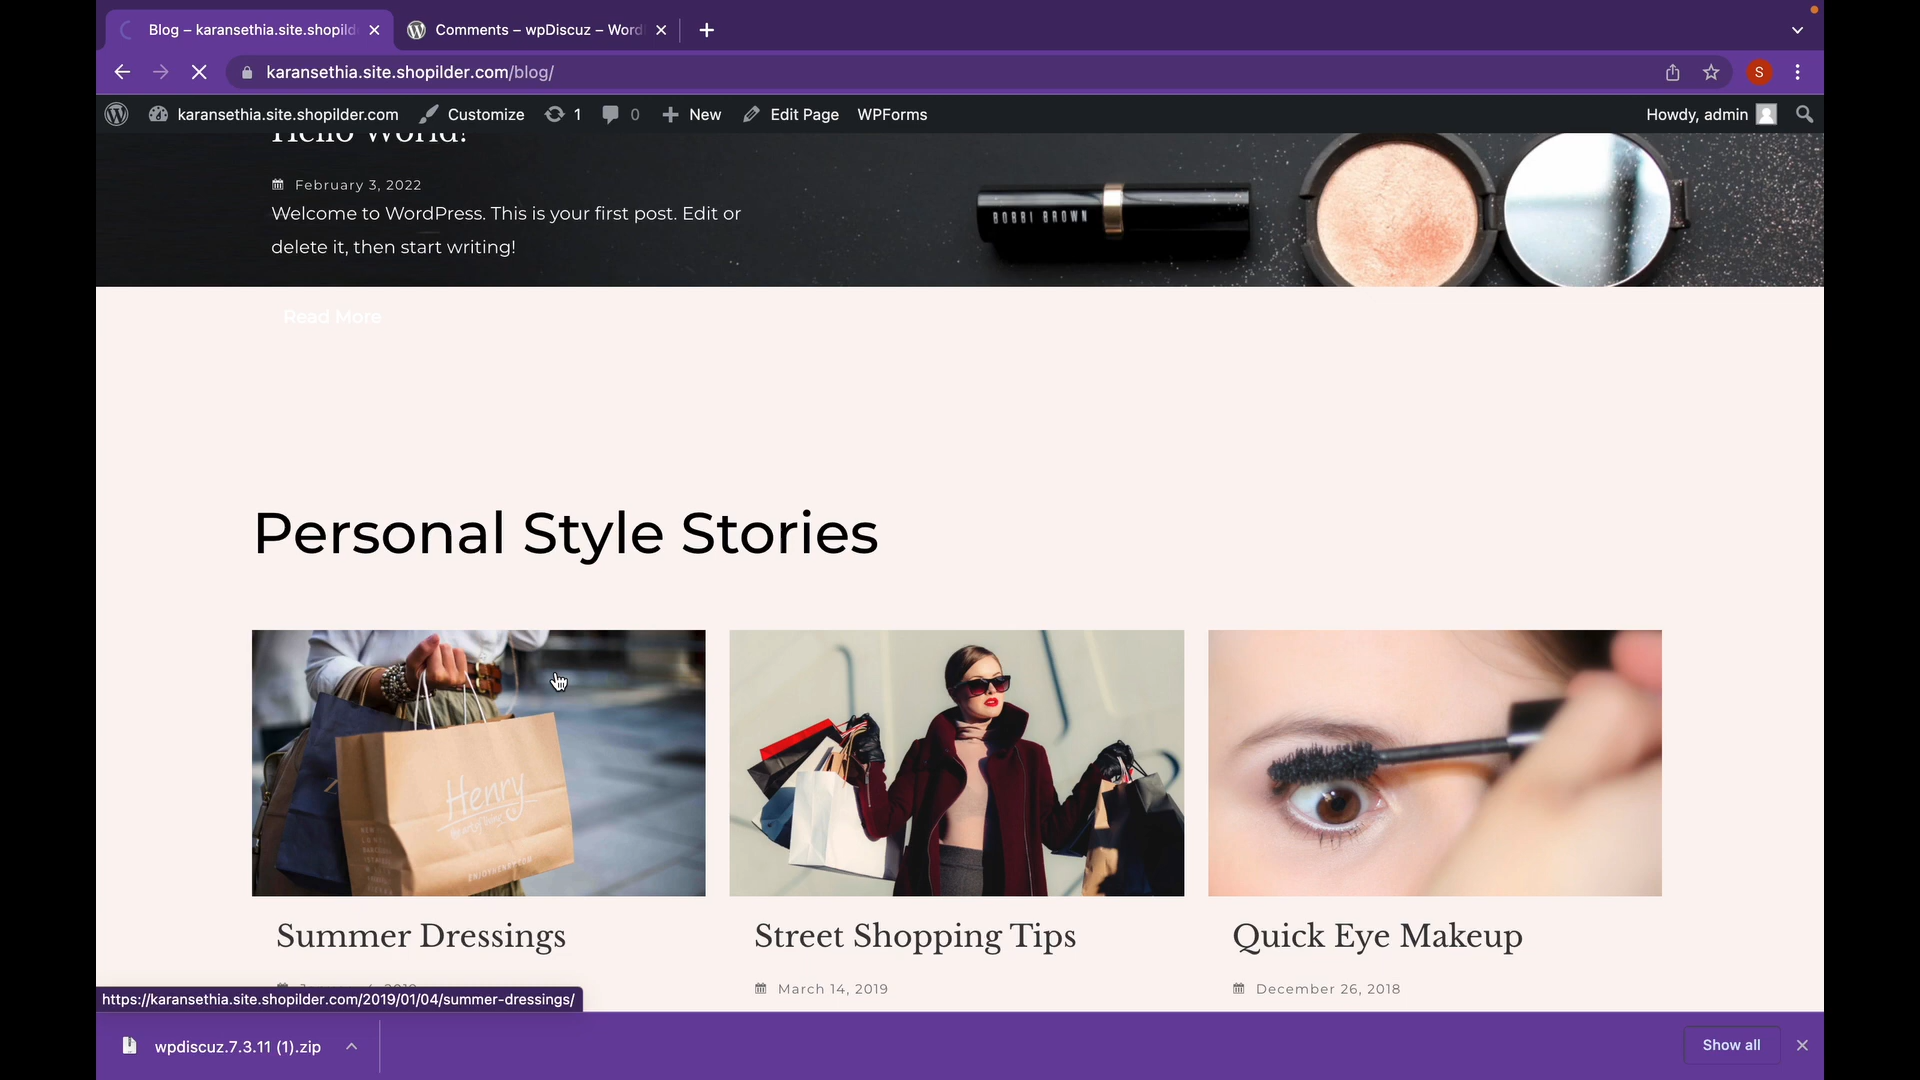 Blog – karansethia.site.shopild
Comments – wpDiscuz – Word
karansethia.site.shopilder.com/blog/
S
karansethia.site.shopilder.com
Customize
1
0
New
Edit Page
WPForms
Howdy, admin
Hello World!
February 3, 2022
Welcome to WordPress. This is your first post. Edit or
delete it, then start writing!
BOBBI BROWN
Read More
Personal Style Stories
Henry
Summer Dressings
Street Shopping Tips
Quick Eye Makeup
March 14, 2019
December 26, 2018
https://karansethia.site.shopilder.com/2019/01/04/summer-dressings/
wpdiscuz.7.3.11 (1).zip
Show all